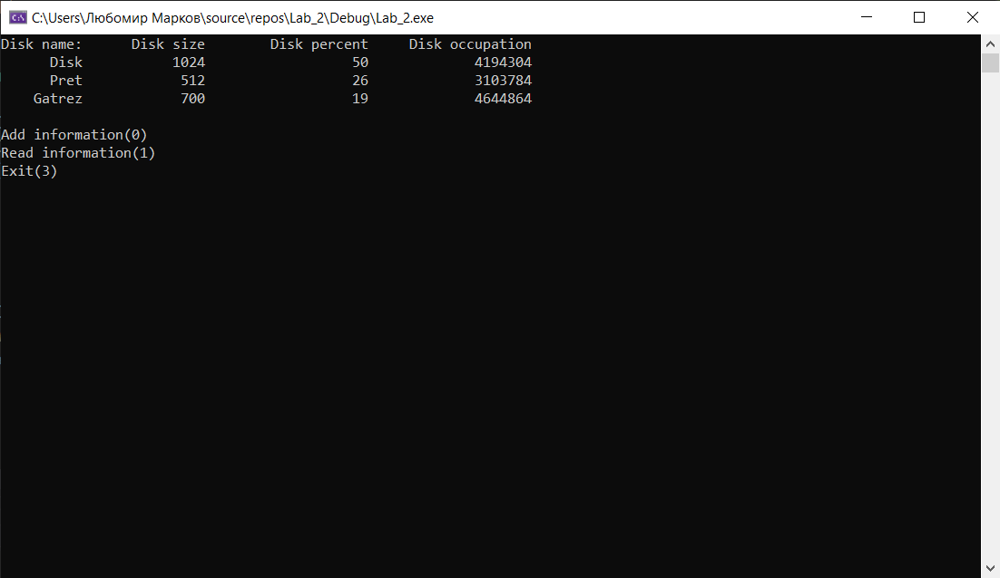 C:\Users\Любомир Марков\source\repos\Lab_2\Debug\Lab_2.exe
Disk name: Disk size Disk percent Disk occupation
Disk 1024 50 4194304
Pret 512 26 3103784
Gatrez 700 19 4644864
Add information(0)
Read information(1)
Exit(3)